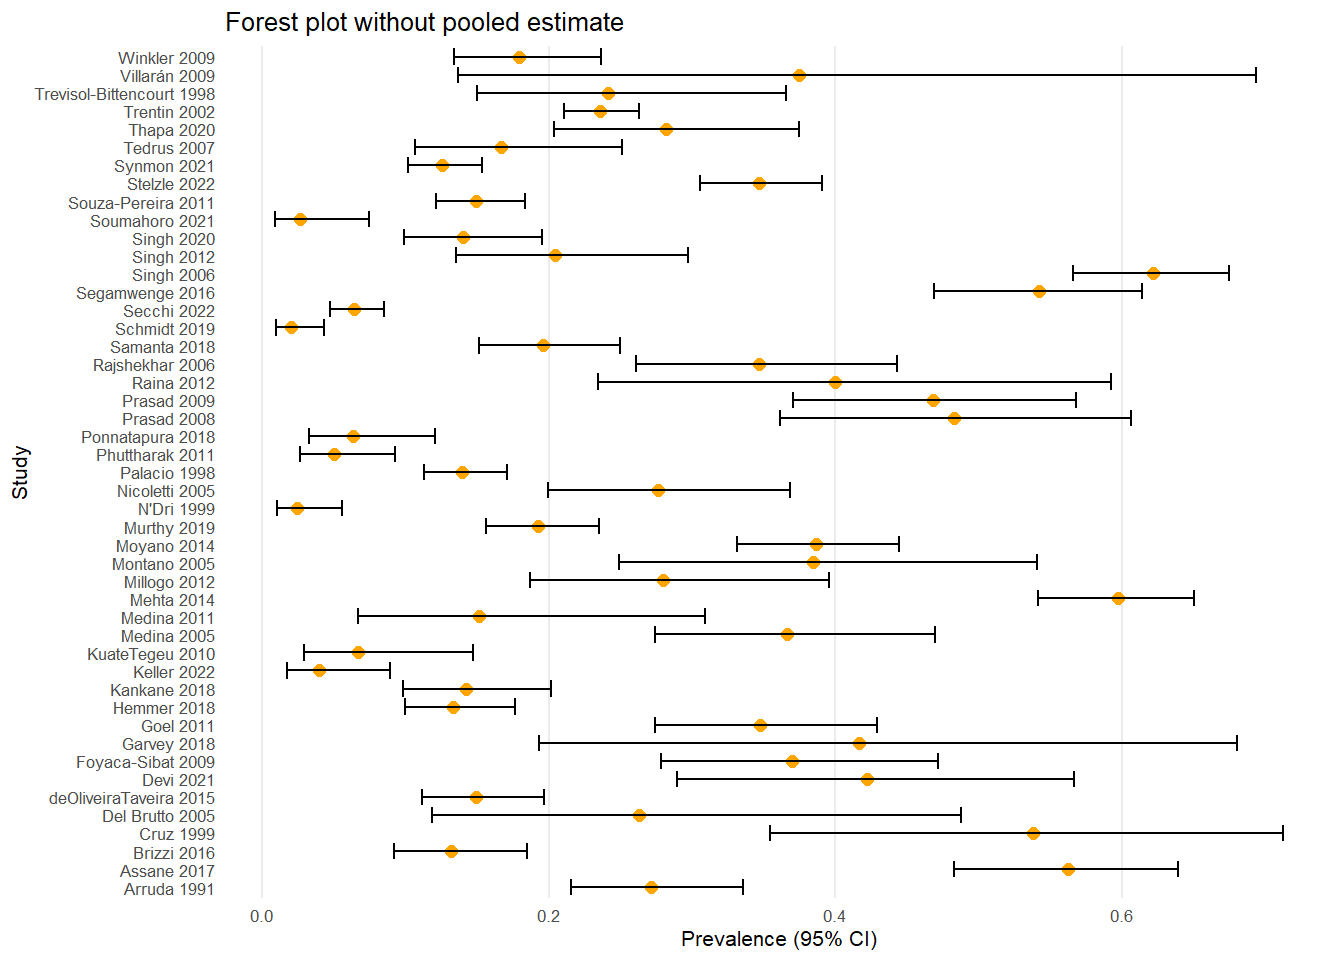 Forest plot without pooled estimate
Winkler 2009
Villarán 2009
Trevisol-Bittencourt 1998
Trentin 2002
Thapa 2020
Tedrus 2007
Synmon 2021
Stelzle 2022
Souza-Pereira 2011
Soumahoro 2021
Singh 2020
Singh 2012
Singh 2006
Segamwenge 2016
Secchi 2022
Schmidt 2019
Samanta 2018
Rajshekhar 2006
Raina 2012
Prasad 2009
Prasad 2008
Ponnatapura 2018
Phuttharak 2011
Palacio 1998
Nicoletti 2005
N'Dri 1999
Murthy 2019
Moyano 2014
Montano 2005
Millogo 2012
Mehta 2014
Medina 2011
Medina 2005
KuateTegeu 2010
Keller 2022
Kankane 2018
Hemmer 2018
Goel 2011
Garvey 2018
Foyaca-Sibat 2009
Devi 2021
deOliveiraTaveira 2015
Del Brutto 2005
Cruz 1999
Brizzi 2016
Assane 2017
Arruda 1991
Study
0.0 0.2 0.4 0.6
Prevalence (95% CI)